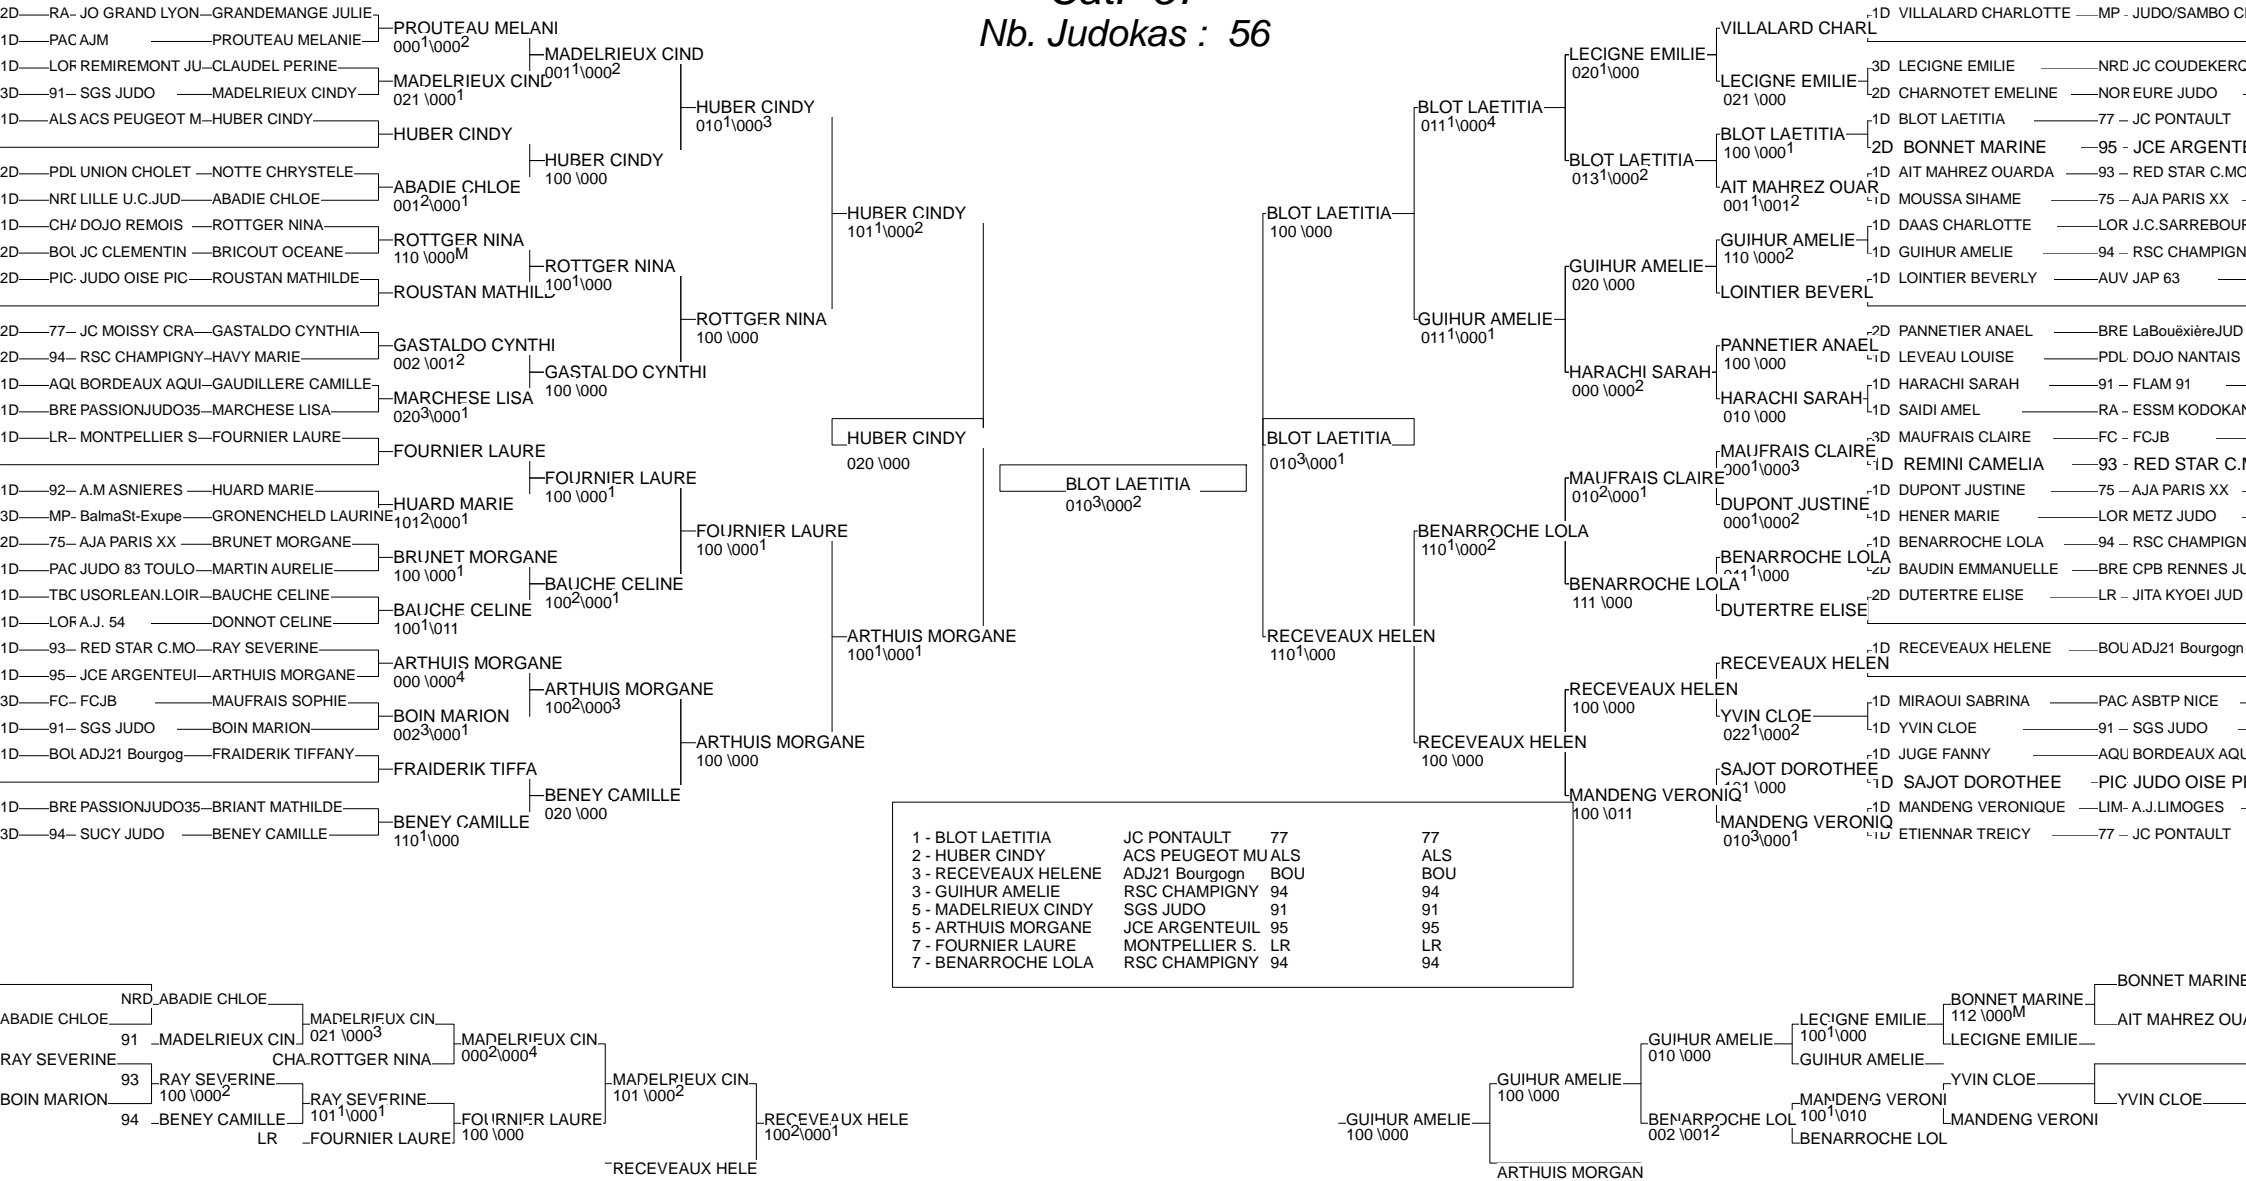 Nb. Judokas : 56
2D RA- JO GRAND LYON GRANDEMANGE JULIE
1D PAC AJM PROUTEAU MELANIE
1D LOR REMIREMONT JU CLAUDEL PERINE
3D 91 SGS JUDO MADELRIEUX CINDY
1D ALS ACS PEUGEOT M HUBER CINDY
2D PDL UNION CHOLET NOTTE CHRYSTELE
1D NRD LILLE U.C.JUD ABADIE CHLOE
1D CHA DOJO REMOIS ROTTGER NINA
2D BOU JC CLEMENTIN BRICOUT OCEANE
2D PIC JUDO OISE PIC ROUSTAN MATHILDE
2D 77 JC MOISSY CRA GASTALDO CYNTHIA
2D 94 RSC CHAMPIGNY HAVY MARIE
1D AQU BORDEAUX AQUI GAUDILLERE CAMILLE
1D BRE PASSIONJUDO35 MARCHESE LISA
1D LR MONTPELLIER S FOURNIER LAURE
1D 92 A.M ASNIERES HUARD MARIE
3D MP BalmaSt-Exupe GRONENCHELD LAURINE
2D 75 AJA PARIS XX BRUNET MORGANE
1D PAC JUDO 83 TOULO MARTIN AURELIE
1D TBO USORLEAN.LOIR BAUCHE CELINE
1D LOR A.J. 54 DONNOT CELINE
1D 93 RED STAR C.MO RAY SEVERINE
1D 95 JCE ARGENTEUI ARTHUIS MORGANE
3D FC FCJB MAUFRAIS SOPHIE
1D 91 SGS JUDO BOIN MARION
1D BOU ADJ21 Bourgog FRAIDERIK TIFFANY
1D BRE PASSIONJUDO35 BRIANT MATHILDE
3D 94 SUCY JUDO BENEY CAMILLE
PROUTEAU MELANI
0001\0002
MADELRIEUX CIND
021 \0001
HUBER CINDY
ABADIE CHLOE
0012\0001
ROTTGER NINA
110 \000M
ROUSTAN MATHILD
GASTALDO CYNTHI
002 \0012
MARCHESE LISA
0203\0001
FOURNIER LAURE
HUARD MARIE
1012\0001
BRUNET MORGANE
100 \0001
BAUCHE CELINE
1001\011
ARTHUIS MORGANE
000 \0004
BOIN MARION
0023\0001
FRAIDERIK TIFFA
BENEY CAMILLE
1101\000
MADELRIEUX CIND
0011\0002
HUBER CINDY
100 \000
ROTTGER NINA
1001\000
GASTALDO CYNTHI
100 \000
FOURNIER LAURE
100 \0001
BAUCHE CELINE
1002\0001
ARTHUIS MORGANE
1002\0003
BENEY CAMILLE
020 \000
HUBER CINDY
0101\0003
ROTTGER NINA
100 \000
FOURNIER LAURE
100 \0001
ARTHUIS MORGANE
100 \000
HUBER CINDY
1011\0002
ARTHUIS MORGANE
1001\0001
HUBER CINDY
020 \000
BLOT LAETITIA
0103\0002
BLOT LAETITIA
0103\0001
BLOT LAETITIA
100 \000
RECEVEAUX HELEN
1101\000
BLOT LAETITIA
0111\0004
GUIHUR AMELIE
0111\0001
BENARROCHE LOLA
1101\0002
RECEVEAUX HELEN
100 \000
LECIGNE EMILIE
0201\000
BLOT LAETITIA
0131\0002
GUIHUR AMELIE
020 \000
HARACHI SARAH
000 \0002
MAUFRAIS CLAIRE
0102\0001
BENARROCHE LOLA
111 \000
RECEVEAUX HELEN
100 \000
MANDENG VERONIQ
100 \011
VILLALARD CHARL
LECIGNE EMILIE
021 \000
BLOT LAETITIA
100 \0001
AIT MAHREZ OUAR
0011\0012
GUIHUR AMELIE
110 \0002
LOINTIER BEVERL
PANNETIER ANAEL
100 \000
HARACHI SARAH
010 \000
MAUFRAIS CLAIRE
0001\0003
DUPONT JUSTINE
0001\0002
BENARROCHE LOLA
0111\000
DUTERTRE ELISE
RECEVEAUX HELEN
YVIN CLOE
0221\0002
SAJOT DOROTHEE
101 \000
MANDENG VERONIQ
0103\0001
1D VILLALARD CHARLOTTE MP - JUDO/SAMBO C
3D LECIGNE EMILIE NRD JC COUDEKERQ
2D CHARNOTET EMELINE NOR EURE JUDO
1D BLOT LAETITIA 77 - JC PONTAULT
2D BONNET MARINE 95 - JCE ARGENTE
1D AIT MAHREZ OUARDA 93 - RED STAR C.MO
1D MOUSSA SIHAME 75 - AJA PARIS XX
1D DAAS CHARLOTTE LOR J.C.SARREBOUR
1D GUIHUR AMELIE 94 - RSC CHAMPIGN
1D LOINTIER BEVERLY AUV JAP 63
2D PANNETIER ANAEL BRE LaBouëxièreJUD
1D LEVEAU LOUISE PDL DOJO NANTAIS
1D HARACHI SARAH 91 - FLAM 91
1D SAIDI AMEL RA - ESSM KODOKAN
3D MAUFRAIS CLAIRE FC - FCJB
1D REMINI CAMELIA 93 - RED STAR C.M
1D DUPONT JUSTINE 75 - AJA PARIS XX
1D HENER MARIE LOR METZ JUDO
1D BENARROCHE LOLA 94 - RSC CHAMPIGN
2D BAUDIN EMMANUELLE BRE CPB RENNES JU
2D DUTERTRE ELISE LR - JITA KYOEI JUD
1D RECEVEAUX HELENE BOU ADJ21 Bourgogn
1D MIRAOUI SABRINA PAC ASBTP NICE
1D YVIN CLOE 91 - SGS JUDO
1D JUGE FANNY AQU BORDEAUX AQU
1D SAJOT DOROTHEE PIC JUDO OISE PI
1D MANDENG VERONIQUE LIM- A.J.LIMOGES
1D ETIENNAR TREICY 77 - JC PONTAULT
1 - BLOT LAETITIA JC PONTAULT 77 77
2 - HUBER CINDY ACS PEUGEOT MU ALS ALS
3 - RECEVEAUX HELENE ADJ21 Bourgogn BOU BOU
3 - GUIHUR AMELIE RSC CHAMPIGNY 94 94
5 - MADELRIEUX CINDY SGS JUDO 91 91
5 - ARTHUIS MORGANE JCE ARGENTEUIL 95 95
7 - FOURNIER LAURE MONTPELLIER S. LR LR
7 - BENARROCHE LOLA RSC CHAMPIGNY 94 94
ABADIE CHLOE
RAY SEVERINE
BOIN MARION
NRD ABADIE CHLOE
91 MADELRIEUX CIN
93 RAY SEVERINE
100 \0002
94 BENEY CAMILLE
MADELRIEUX CIN
021 \0003
CHA ROTTGER NINA
RAY SEVERINE
1011\0001
LR FOURNIER LAURE
MADELRIEUX CIN
0002\0004
FOURNIER LAURE
100 \000
MADELRIEUX CIN
101 \0002
RECEVEAUX HELE
RECEVEAUX HELE
1002\0001
GUIHUR AMELIE
100 \000
GUIHUR AMELIE
100 \000
ARTHUIS MORGAN
GUIHUR AMELIE
010 \000
BENARROCHE LOL
002 \0012
LECIGNE EMILIE
1001\000
GUIHUR AMELIE
MANDENG VERONI
1001\010
BENARROCHE LOL
BONNET MARINE
112 \000M
LECIGNE EMILIE
YVIN CLOE
MANDENG VERONI
BONNET MARINE
AIT MAHREZ OUA
YVIN CLOE